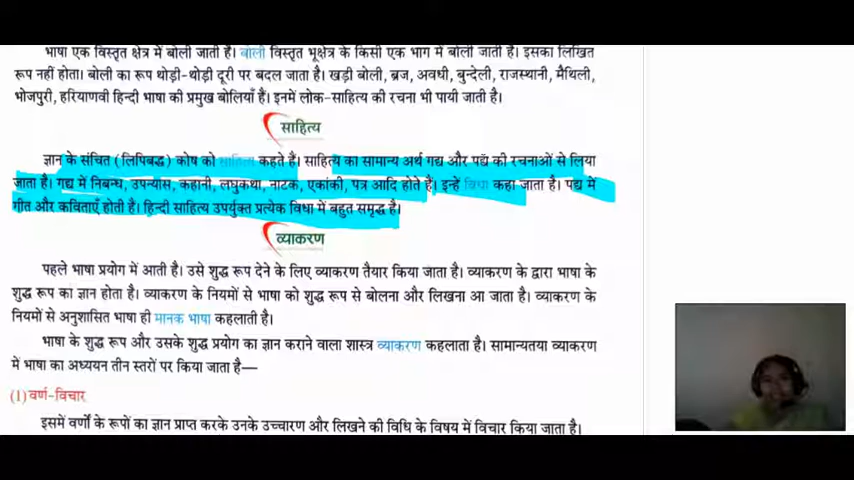 भाषा एक विस्तृत क्षेत्र में बोली जाती है। बोली विस्तृत भूक्षेत्र के किसी एक भाग में बोली जाती है। इसका लिखित
रूप नहीं होता। बोली का रूप थोड़ी-थोड़ी दूरी पर बदल जाता है। खड़ी बोली, ब्रज, अवधी, बुन्देली, राजस्थानी, मैथिली,
भोजपुरी, हरियाणवी हिन्दी भाषा की प्रमुख बोलियाँ हैं। इनमें लोक-साहित्य की रचना भी पायी जाती है।
साहित्य
ज्ञान के संचित (लिपिबद्ध) कोष को साहित्य कहते हैं। साहित्य का सामान्य अर्थ गद्य और पद्य की रचनाओं से लिया
जाता है। गद्य में निबन्ध, उपन्यास, कहानी, लघुकथा, नाटक, एकांकी, पत्र आदि होते हैं। इन्हें विधा कहा जाता है। पद्य में
गीत और कविताएँ होती हैं। हिन्दी साहित्य उपर्युक्त प्रत्येक विधा में बहुत समृद्ध है।
व्याकरण
पहले भाषा प्रयोग में आती है। उसे शुद्ध रूप देने के लिए व्याकरण तैयार किया जाता है। व्याकरण के द्वारा भाषा के
शुद्ध रूप का ज्ञान होता है। व्याकरण के नियमों से भाषा को शुद्ध रूप से बोलना और लिखना आ जाता है। व्याकरण के
नियमों से अनुशासित भाषा ही मानक भाषा कहलाती है।
भाषा के शुद्ध रूप और उसके शुद्ध प्रयोग का ज्ञान कराने वाला शास्त्र व्याकरण कहलाता है। सामान्यतया व्याकरण
में भाषा का अध्ययन तीन स्तरों पर किया जाता है—
(1) वर्ण-विचार
इसमें वर्णों के रूपों का ज्ञान प्राप्त करके उनके उच्चारण और लिखने की विधि के विषय में विचार किया जाता है।